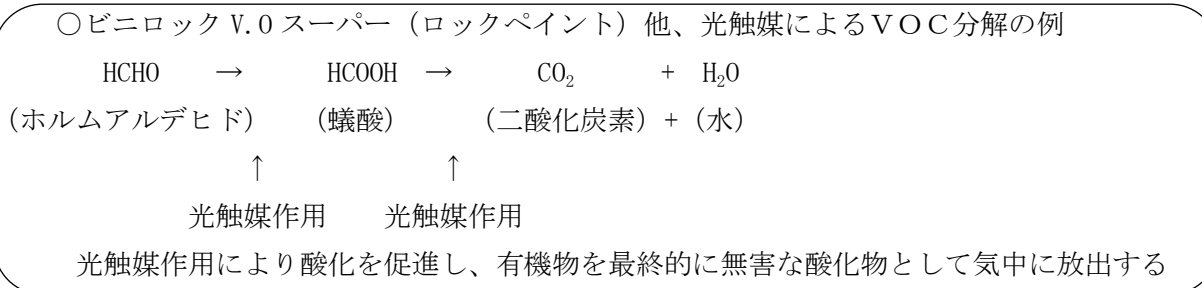 ○ビニロック V.0 スーパー（ロックペイント）他、光触媒によるＶＯＣ分解の例
HCHO → HCOOH → CO₂ + H₂O
（ホルムアルデヒド） （蟻酸） （二酸化炭素）+（水）
↑ ↑
光触媒作用 光触媒作用
光触媒作用により酸化を促進し、有機物を最終的に無害な酸化物として気中に放出する